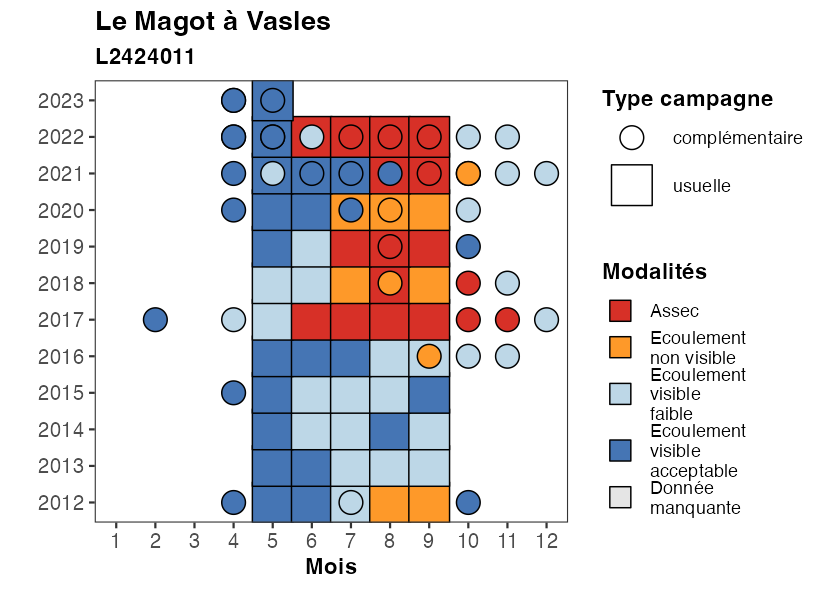 Le Magot à Vasles
L2424011
2023
2022
2021
2020
2019
2018
2017
2016
2015
2014
2013
2012
1 2 3 4 5 6 7 8 9 10 11 12
Mois
Type campagne
complémentaire
usuelle
Modalités
Assec
Ecoulement
non visible
Ecoulement
visible
faible
Ecoulement
visible
acceptable
Donnée
manquante